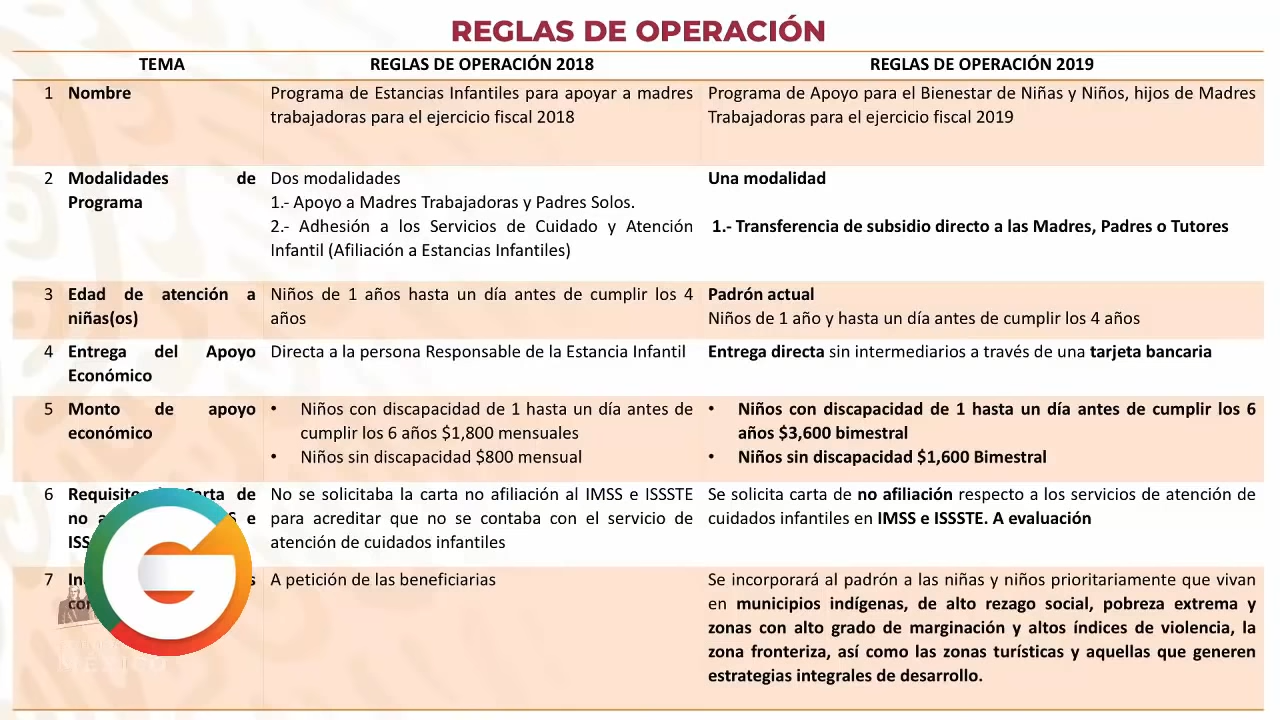 REGLAS DE OPERACIÓN
TEMA REGLAS DE OPERACIÓN 2018 REGLAS DE OPERACIÓN 2019
1 Nombre
Programa de Estancias Infantiles para apoyar a madres
trabajadoras para el ejercicio fiscal 2018
Programa de Apoyo para el Bienestar de Niñas y Niños, hijos de Madres
Trabajadoras para el ejercicio fiscal 2019
2 Modalidades de
Programa
Dos modalidades
1.- Apoyo a Madres Trabajadoras y Padres Solos.
2.- Adhesión a los Servicios de Cuidado y Atención
Infantil (Afiliación a Estancias Infantiles)
Una modalidad
1.- Transferencia de subsidio directo a las Madres, Padres o Tutores
3 Edad de atención a
niñas(os)
Niños de 1 años hasta un día antes de cumplir los 4
años
Padrón actual
Niños de 1 año y hasta un día antes de cumplir los 4 años
4 Entrega del Apoyo
Económico
Directa a la persona Responsable de la Estancia Infantil
Entrega directa sin intermediarios a través de una tarjeta bancaria
5 Monto de apoyo
económico
• Niños con discapacidad de 1 hasta un día antes de
cumplir los 6 años $1,800 mensuales
• Niños sin discapacidad $800 mensual
• Niños con discapacidad de 1 hasta un día antes de cumplir los 6
años $3,600 bimestral
• Niños sin discapacidad $1,600 Bimestral
6 Requisito Carta de
no e
No se solicitaba la carta no afiliación al IMSS e ISSSTE
para acreditar que no se contaba con el servicio de
atención de cuidados infantiles
Se solicita carta de no afiliación respecto a los servicios de atención de
cuidados infantiles en IMSS e ISSSTE. A evaluación
7
A petición de las beneficiarias
Se incorporará al padrón a las niñas y niños prioritariamente que vivan
en municipios indígenas, de alto rezago social, pobreza extrema y
zonas con alto grado de marginación y altos índices de violencia, la
zona fronteriza, así como las zonas turísticas y aquellas que generen
estrategias integrales de desarrollo.
G